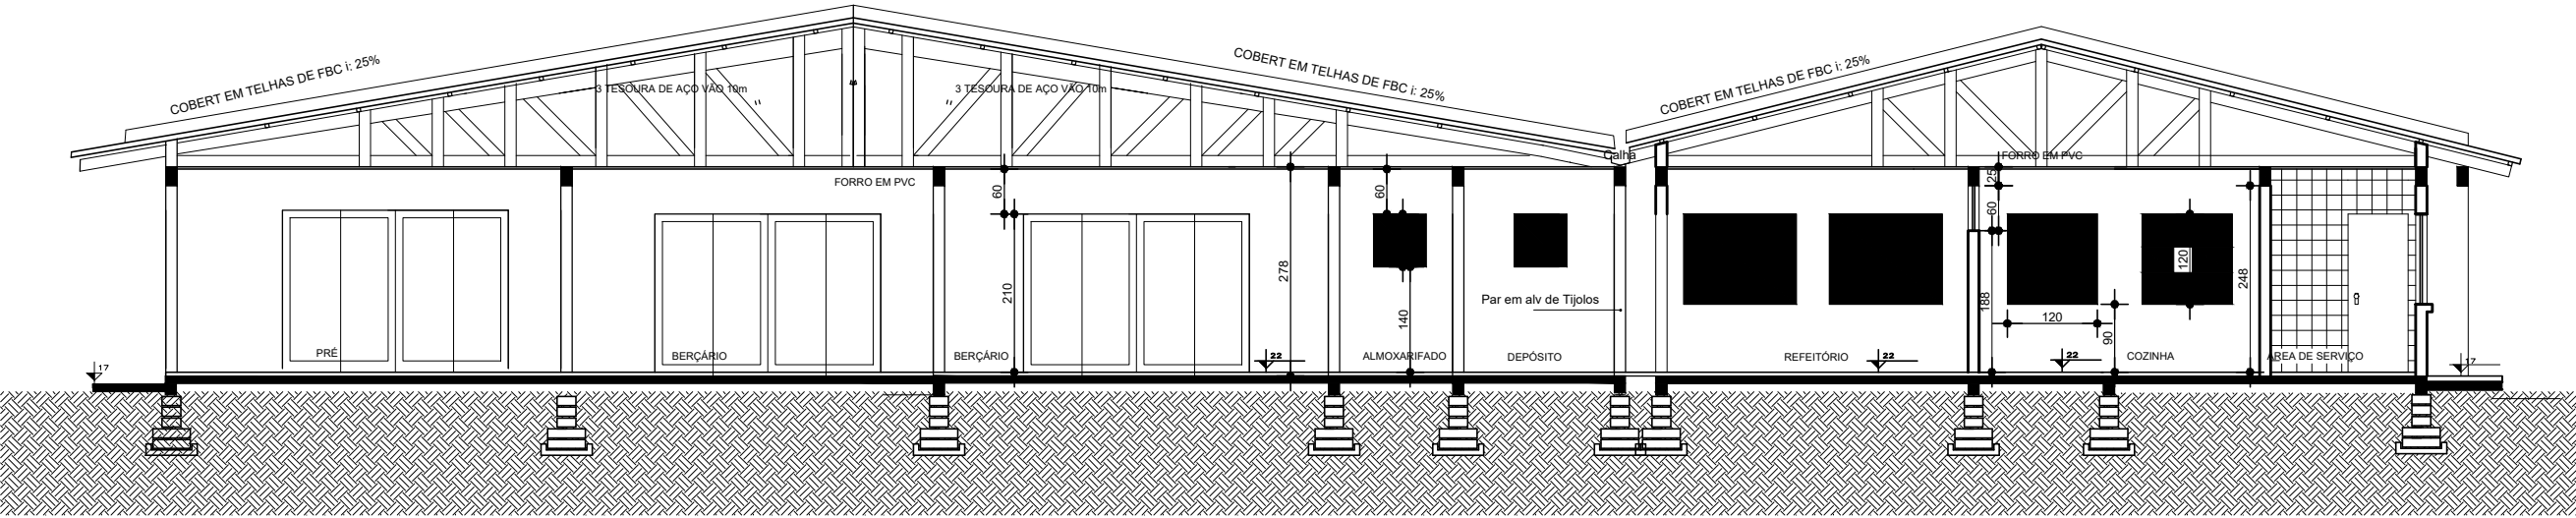 COBERT EM TELHAS DE FBC i: 25%
COBERT EM TELHAS DE FBC i: 25%
COBERT EM TELHAS DE FBC i: 25%
3 TESOURA DE AÇO VÃO 10m
3 TESOURA DE AÇO VÃO 10m
Calha
FORRO EM PVC
FORRO EM PVC
60
60
25
60
210
278
140
188
120
90
120
248
Par em alv de Tijolos
PRÉ
BERÇÁRIO
BERÇÁRIO
22
ALMOXARIFADO
DEPÓSITO
REFEITÓRIO
22
22
COZINHA
AREA DE SERVIÇO
17
17